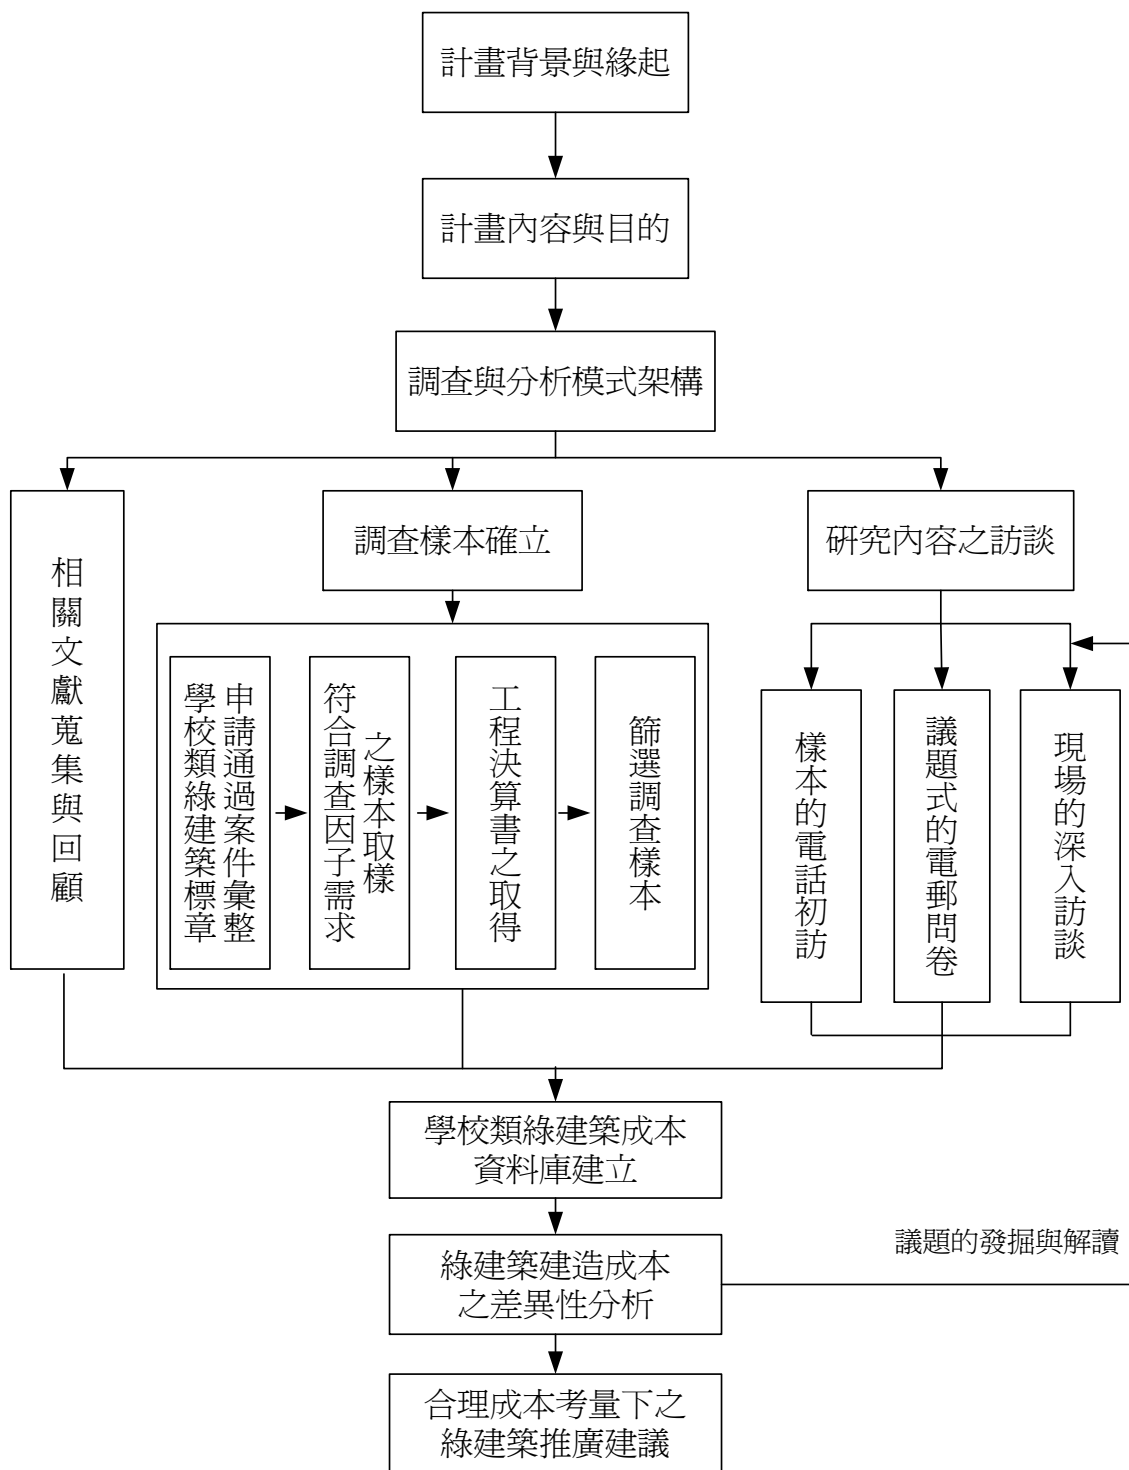 計畫背景與緣起
計畫內容與目的
調查與分析模式架構
相關文獻蒐集與回顧
調查樣本確立
學校類綠建築標章
申請通過案件彙整
符合調查因子需求
之樣本取樣
工程決算書之取得
篩選調查樣本
研究內容之訪談
樣本的電話初訪
議題式的電郵問卷
現場的深入訪談
學校類綠建築成本
資料庫建立
綠建築建造成本
之差異性分析
議題的發掘與解讀
合理成本考量下之
綠建築推廣建議